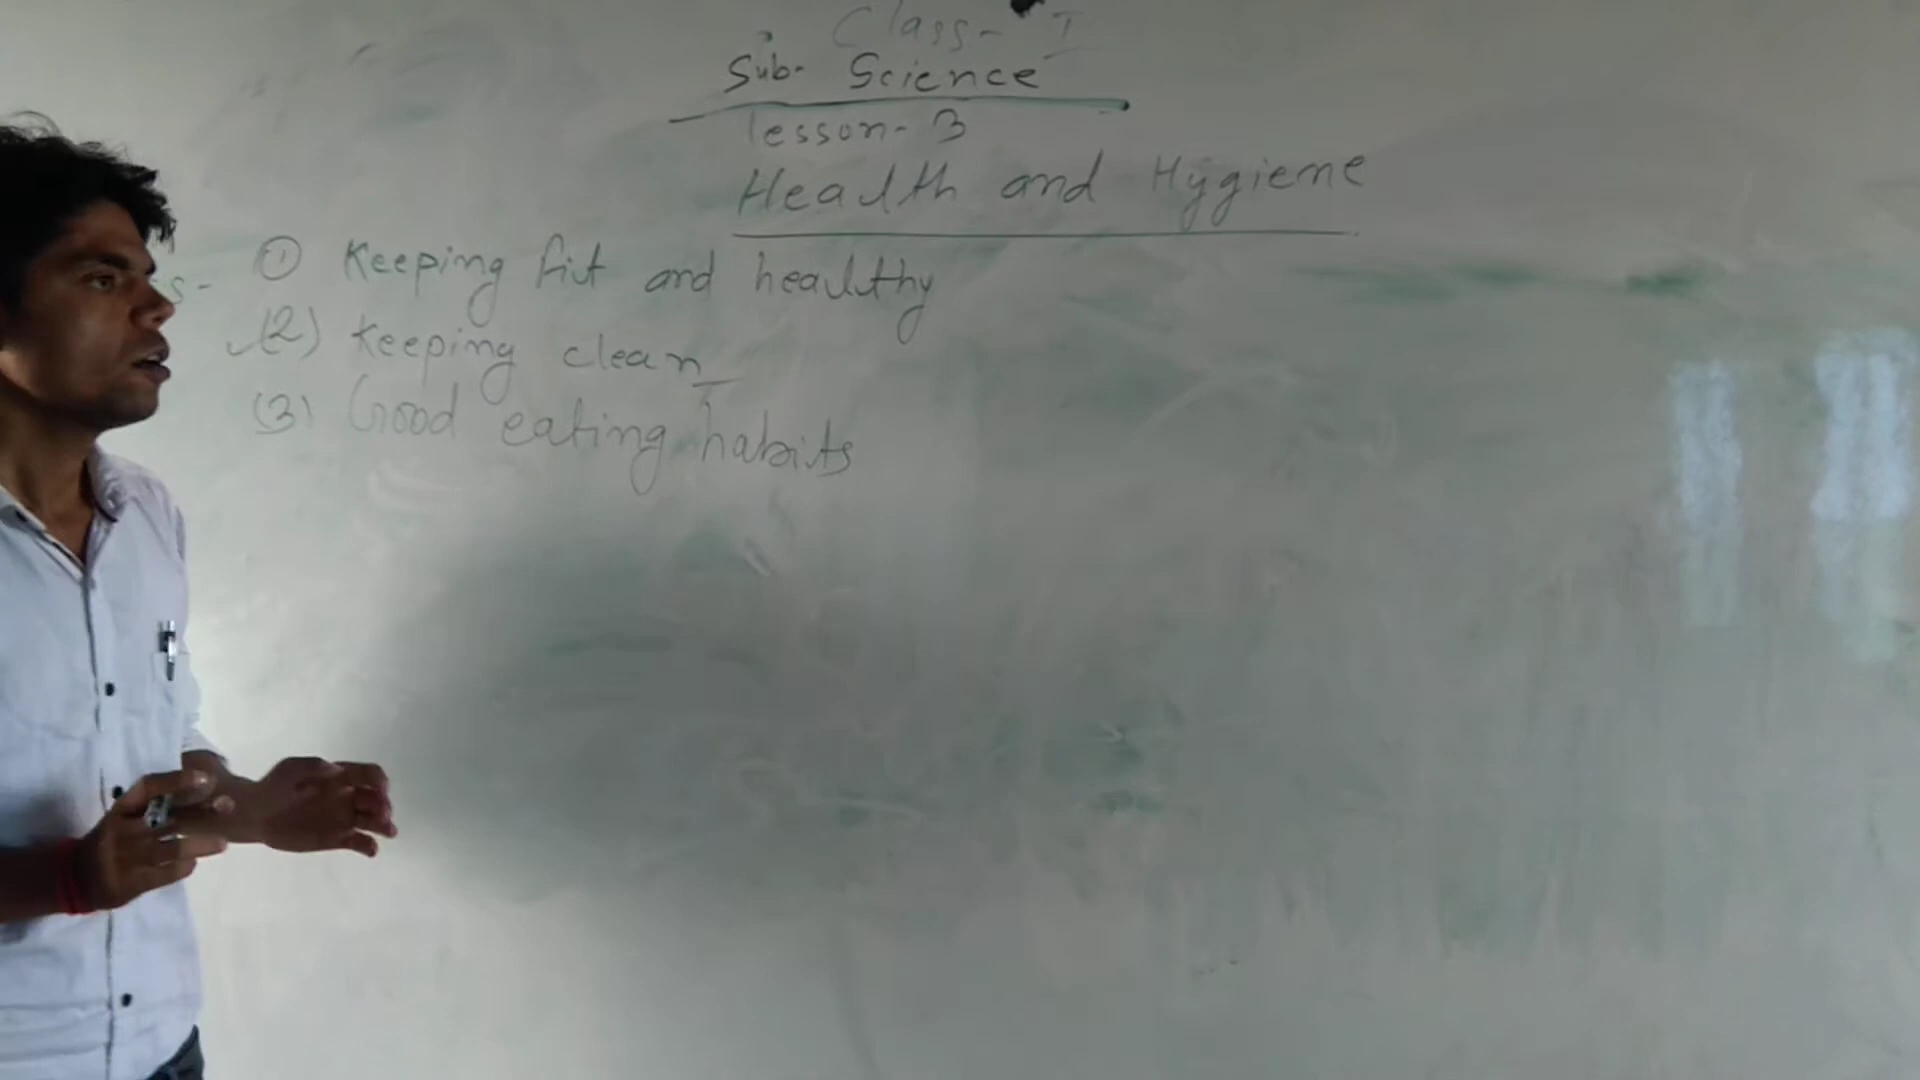 Class- I
Sub- Science
lesson- 3
Health and Hygiene
① Keeping fit and healthy
(2) Keeping clean
(3) Good eating habits